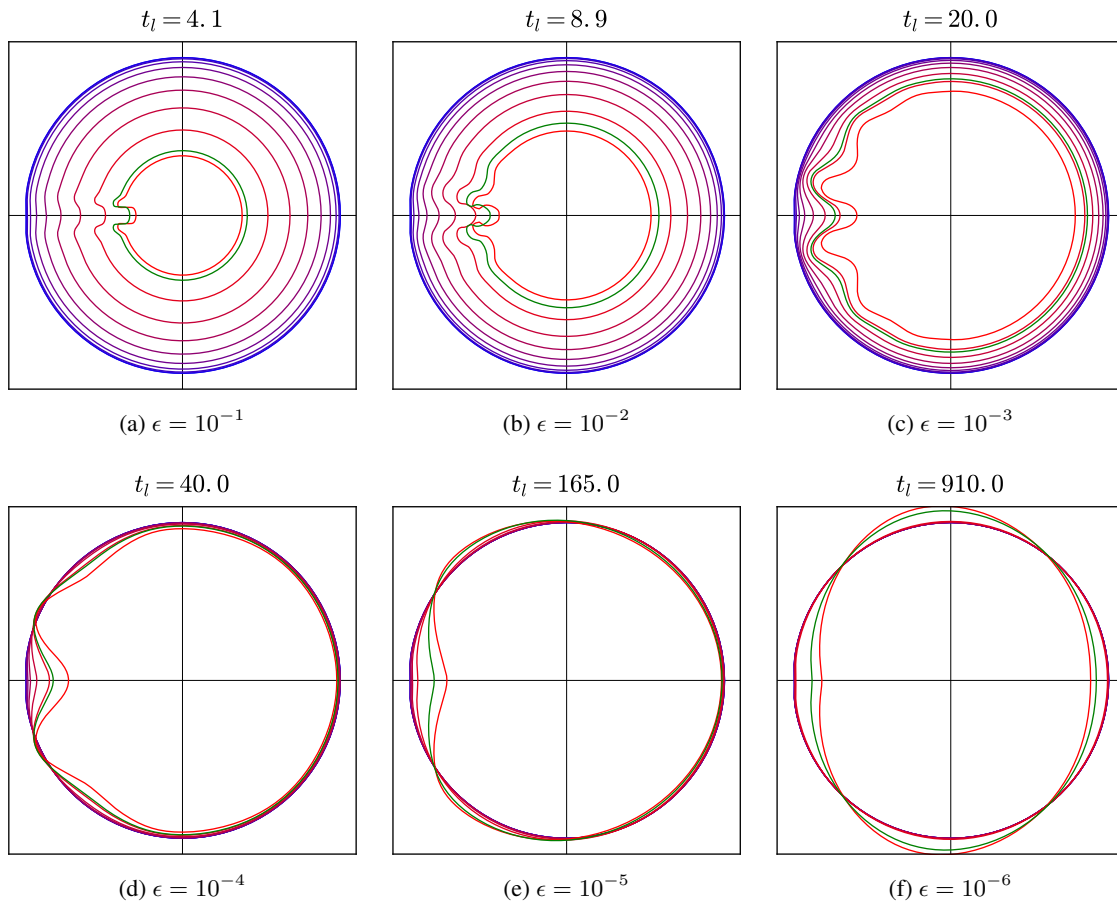 t_l = 4.1
t_l = 8.9
t_l = 20.0
(a) ϵ = 10⁻¹
(b) ϵ = 10⁻²
(c) ϵ = 10⁻³
t_l = 40.0
t_l = 165.0
t_l = 910.0
(d) ϵ = 10⁻⁴
(e) ϵ = 10⁻⁵
(f) ϵ = 10⁻⁶